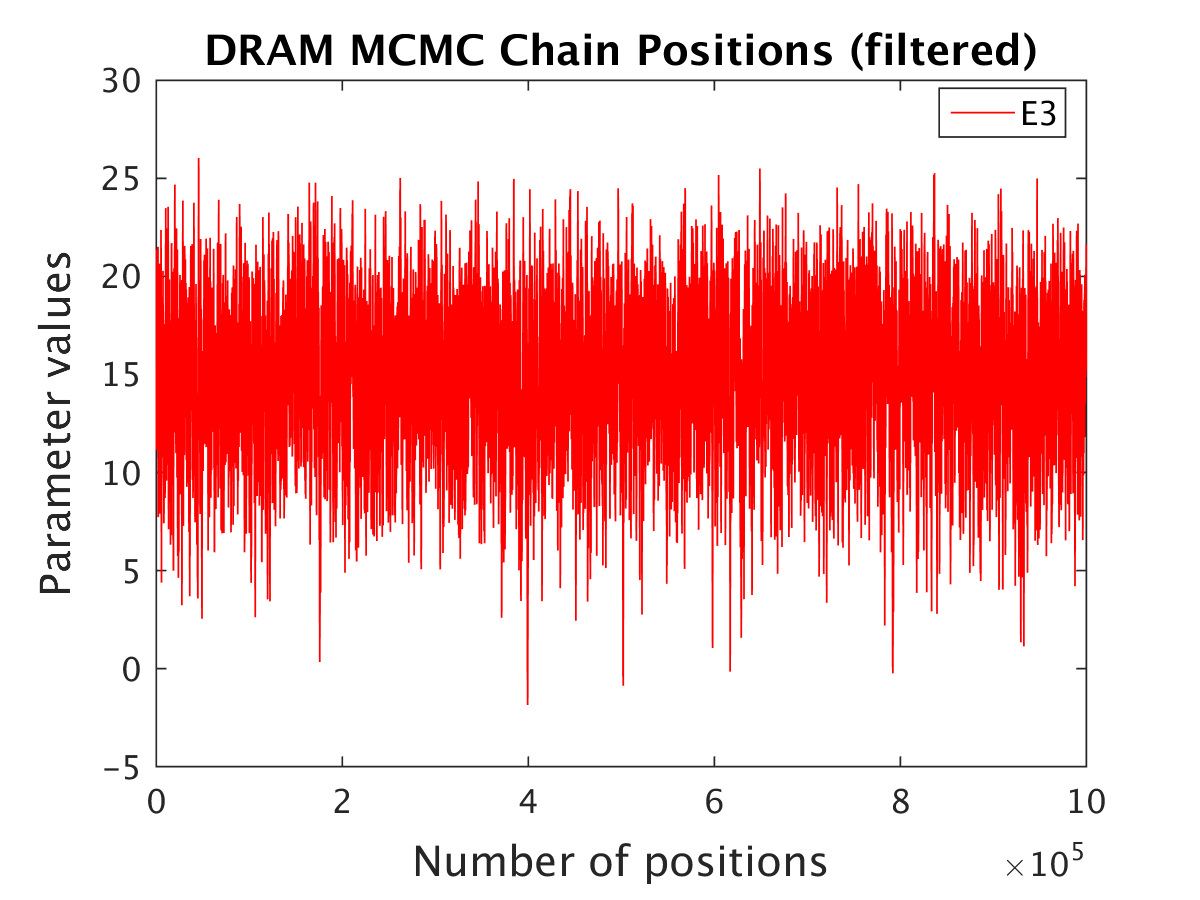 DRAM MCMC Chain Positions (filtered)
E3
30
25
20
15
10
5
0
−5
Parameter values
0 2 4 6 8 10
×10⁵
Number of positions